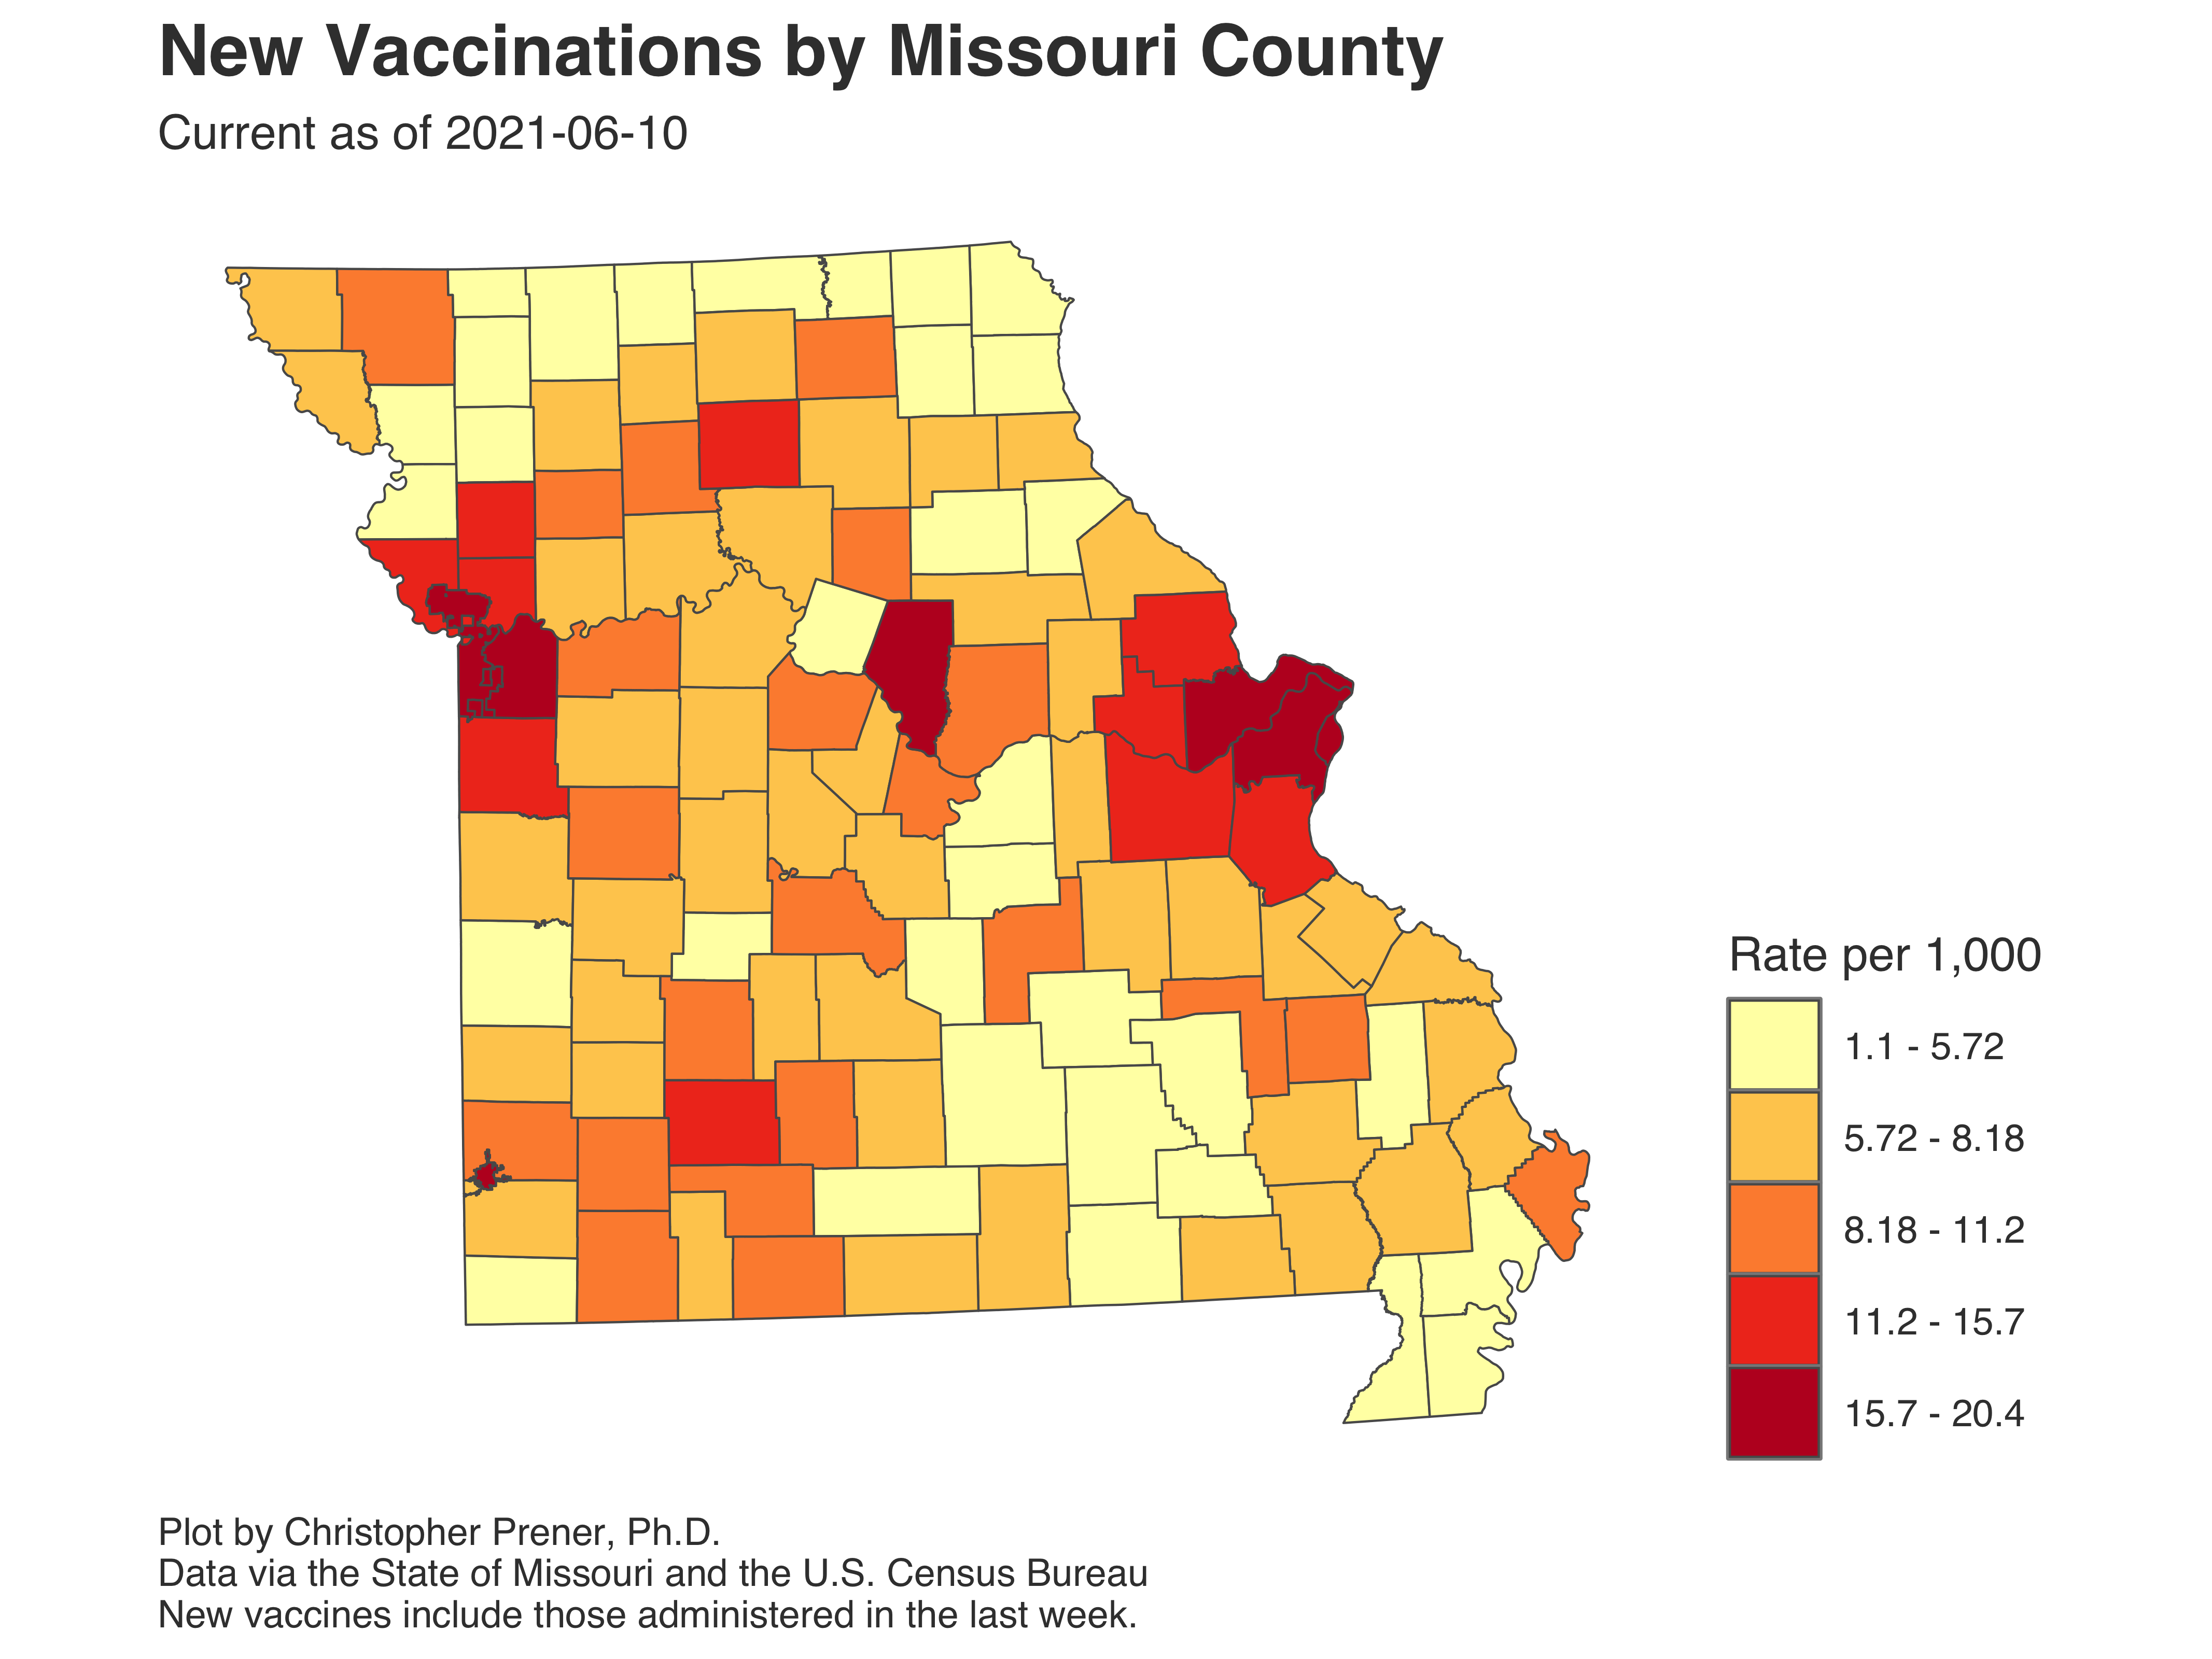 New Vaccinations by Missouri County
Current as of 2021-06-10
Rate per 1,000
1.1 - 5.72
5.72 - 8.18
8.18 - 11.2
11.2 - 15.7
15.7 - 20.4
Plot by Christopher Prener, Ph.D.
Data via the State of Missouri and the U.S. Census Bureau
New vaccines include those administered in the last week.